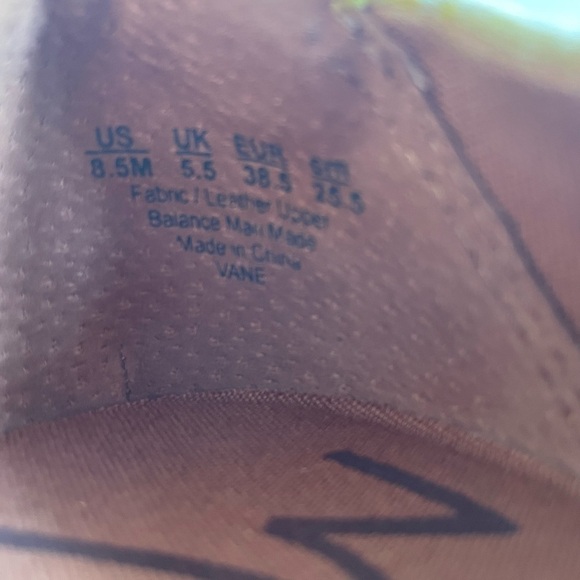 US UK EUR cm
8.5M 5.5 38.5 25.5
Fabric / Leather Upper
Balance Man Made
Made in China
VANE